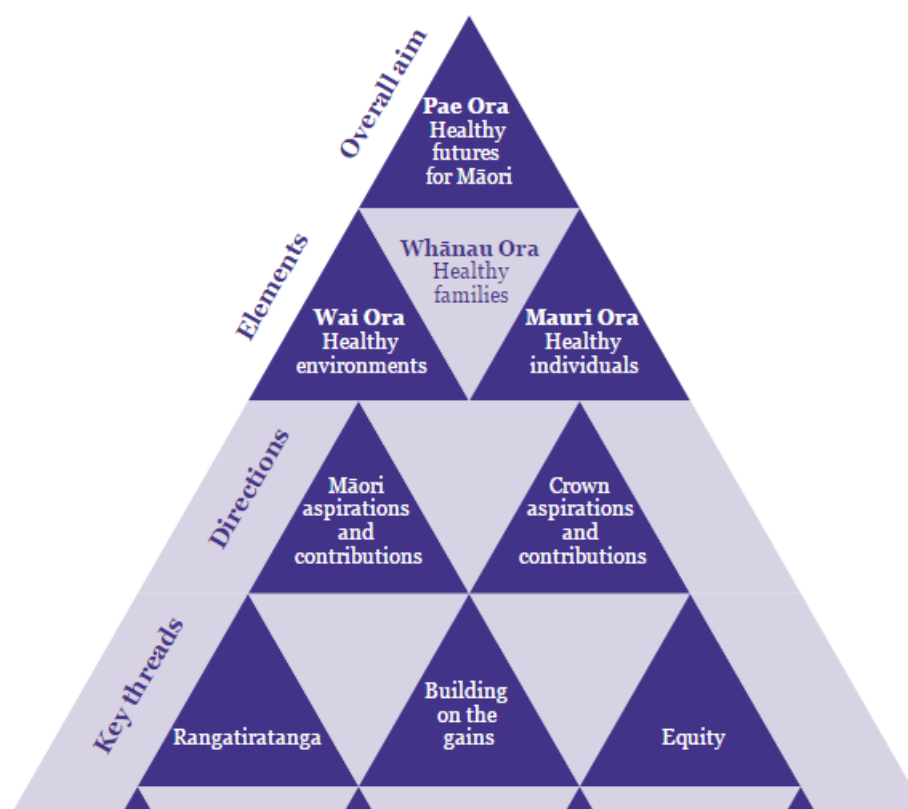 Overall aim
Pae Ora
Healthy
futures
for Māori
Elements
Whānau Ora
Healthy
families
Wai Ora
Healthy
environments
Mauri Ora
Healthy
individuals
Directions
Māori
aspirations
and
contributions
Crown
aspirations
and
contributions
Key threads
Rangatiratanga
Building
on the
gains
Equity